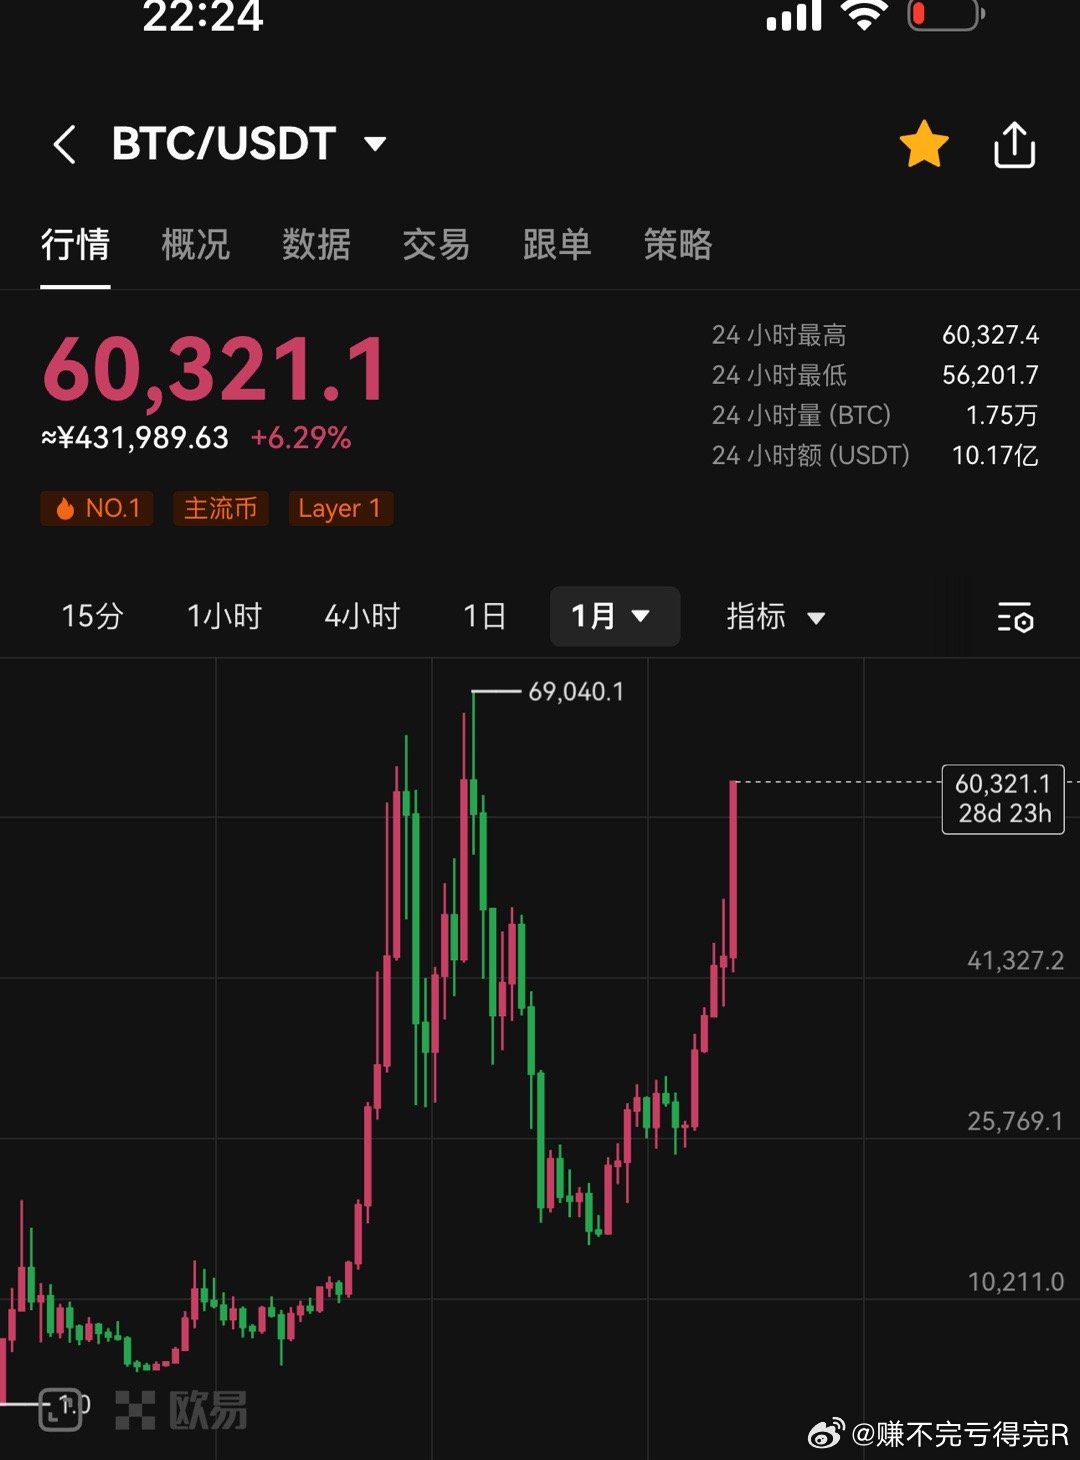 22:24
BTC/USDT
行情 概况 数据 交易 跟单 策略
60,321.1
≈¥431,989.63 +6.29%
24 小时最高 60,327.4
24 小时最低 56,201.7
24 小时量 (BTC) 1.75万
24 小时额 (USDT) 10.17亿
NO.1 主流币 Layer 1
15分 1小时 4小时 1日 1月 指标
69,040.1
60,321.1
28d 23h
41,327.2
25,769.1
10,211.0
1.0
欧易
@赚不完亏得完R